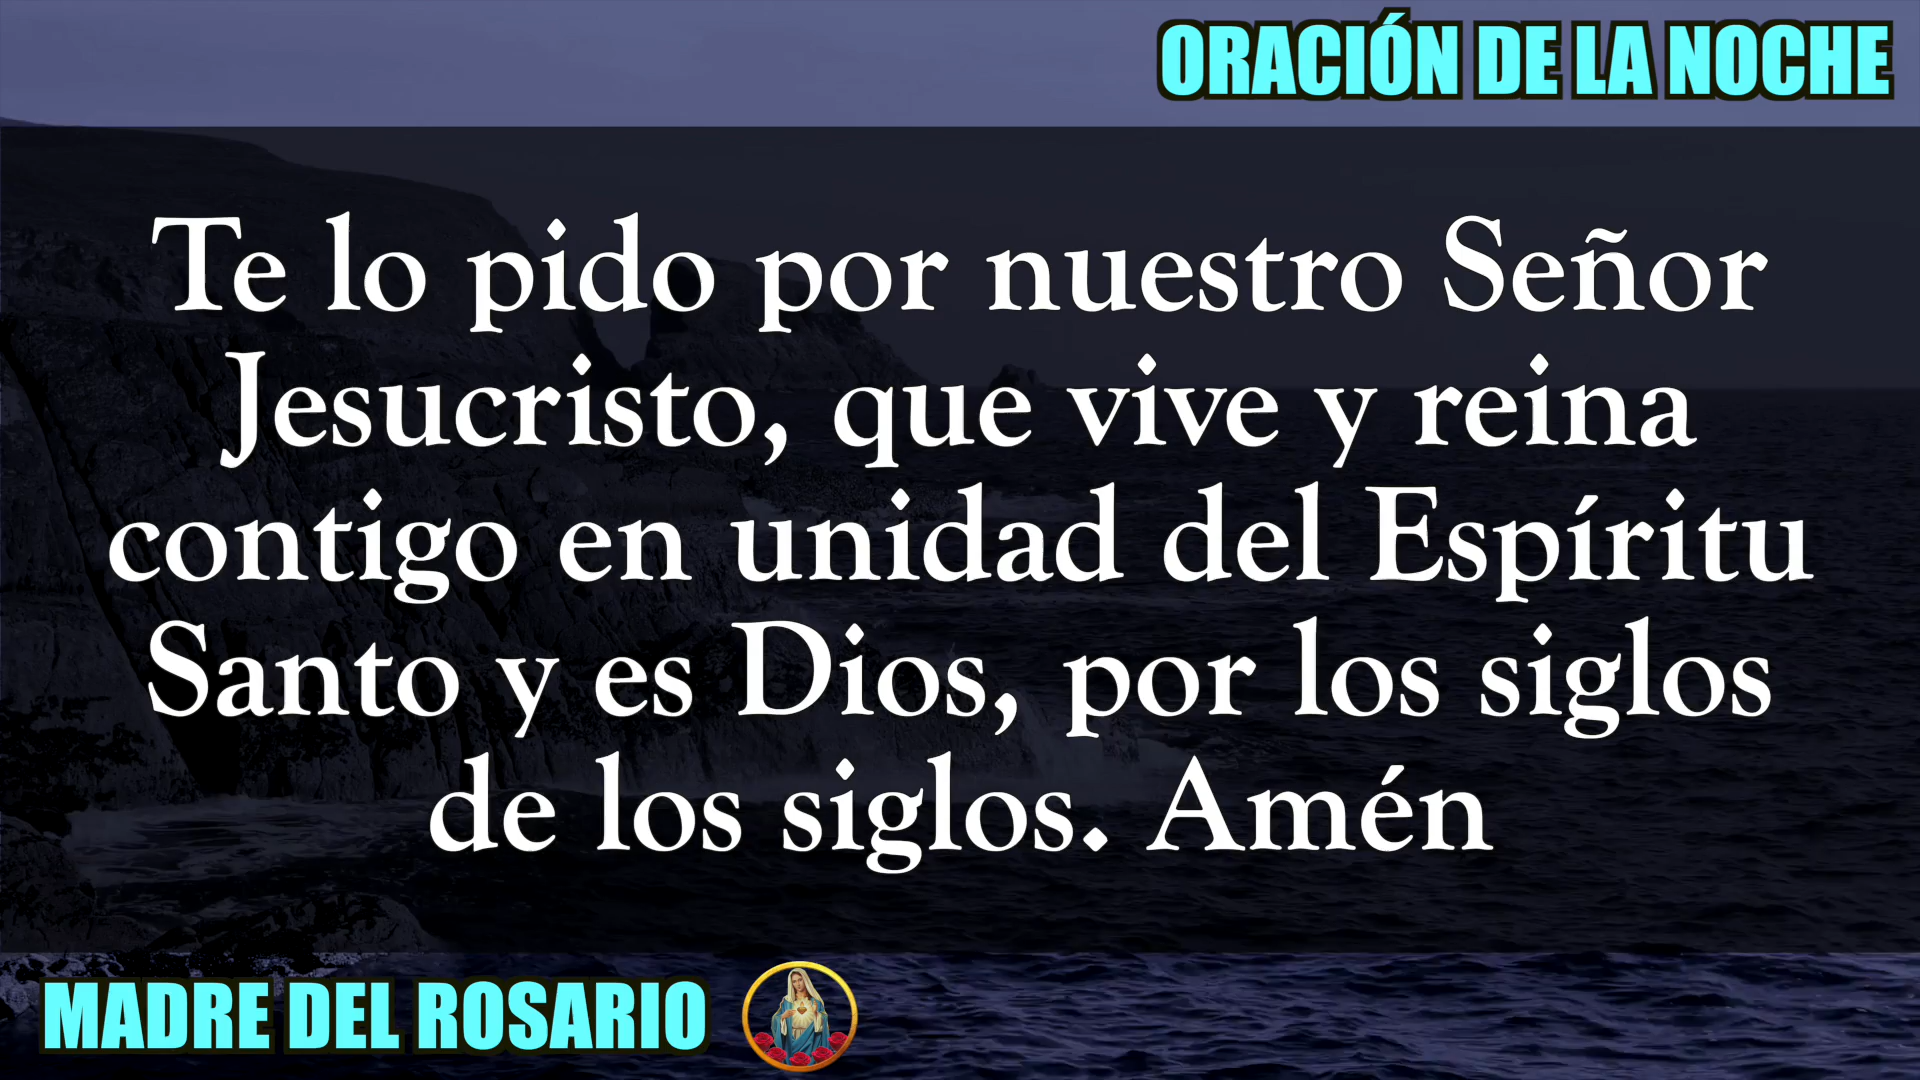 ORACIÓN DE LA NOCHE
Te lo pido por nuestro Señor
Jesucristo, que vive y reina
contigo en unidad del Espíritu
Santo y es Dios, por los siglos
de los siglos. Amén
MADRE DEL ROSARIO